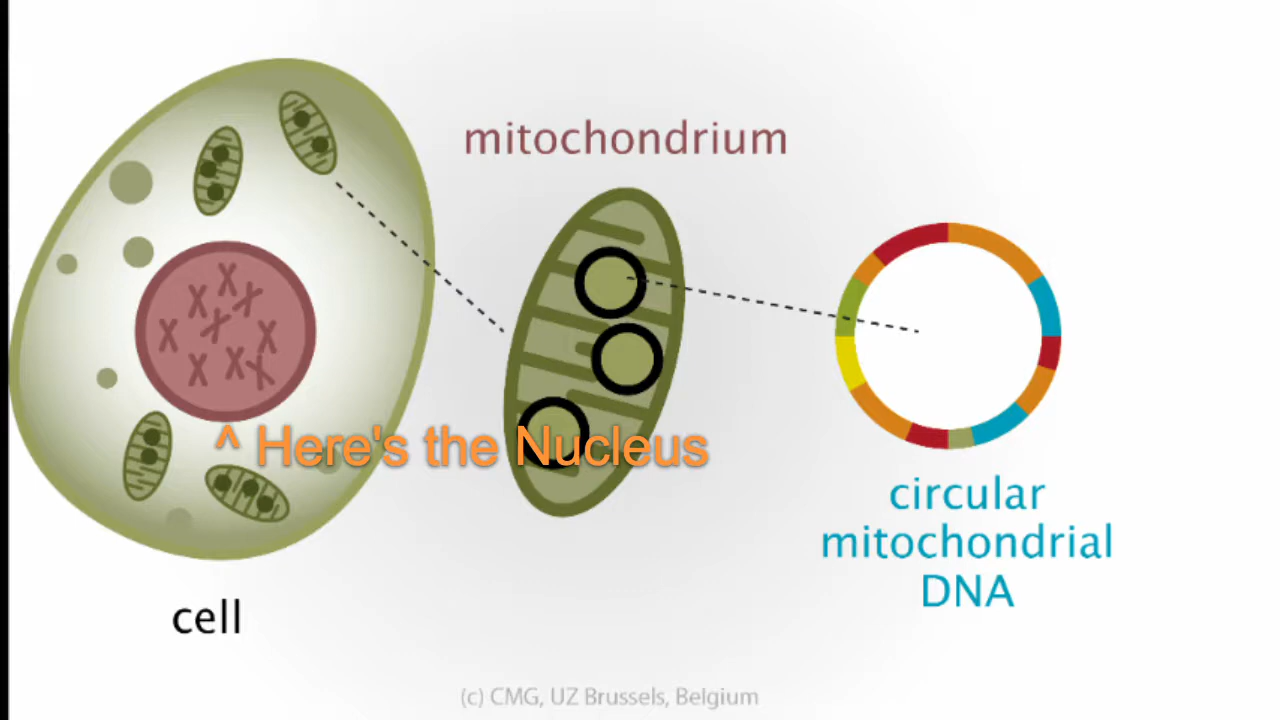 mitochondrium
^ Here's the Nucleus
circular
mitochondrial
DNA
cell
(c) CMG, UZ Brussels, Belgium